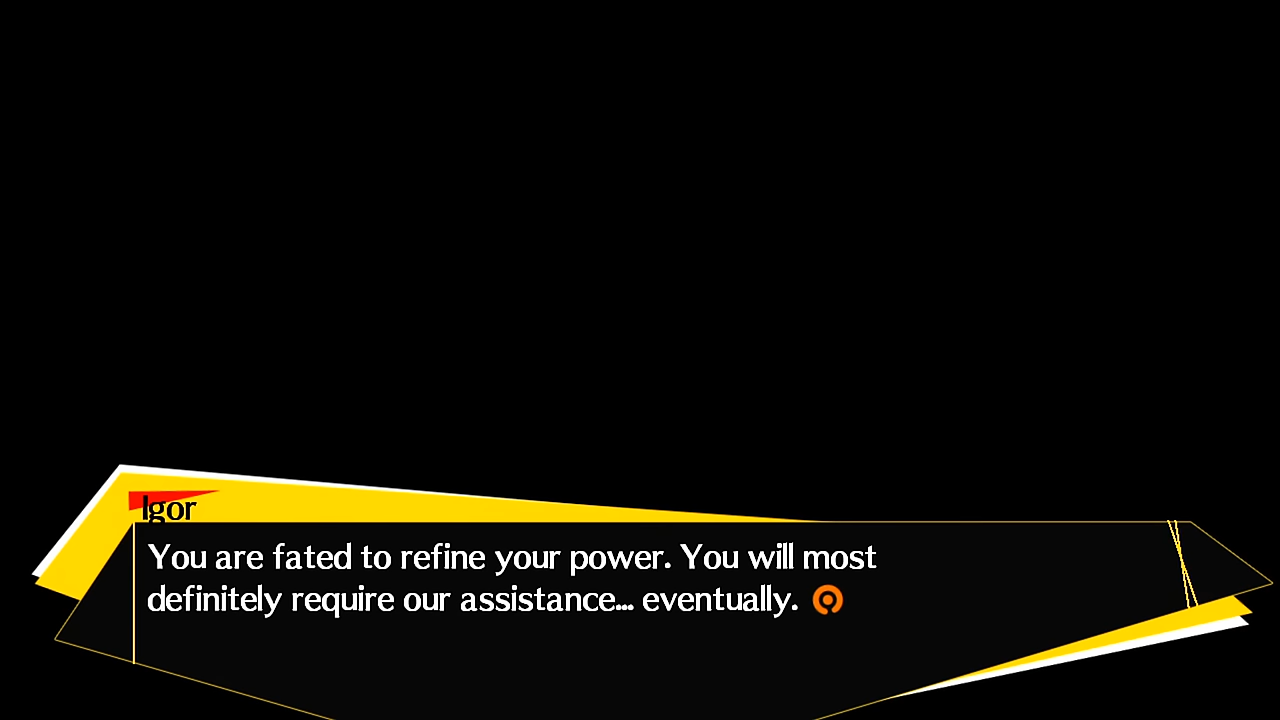 Igor
You are fated to refine your power. You will most
definitely require our assistance... eventually.